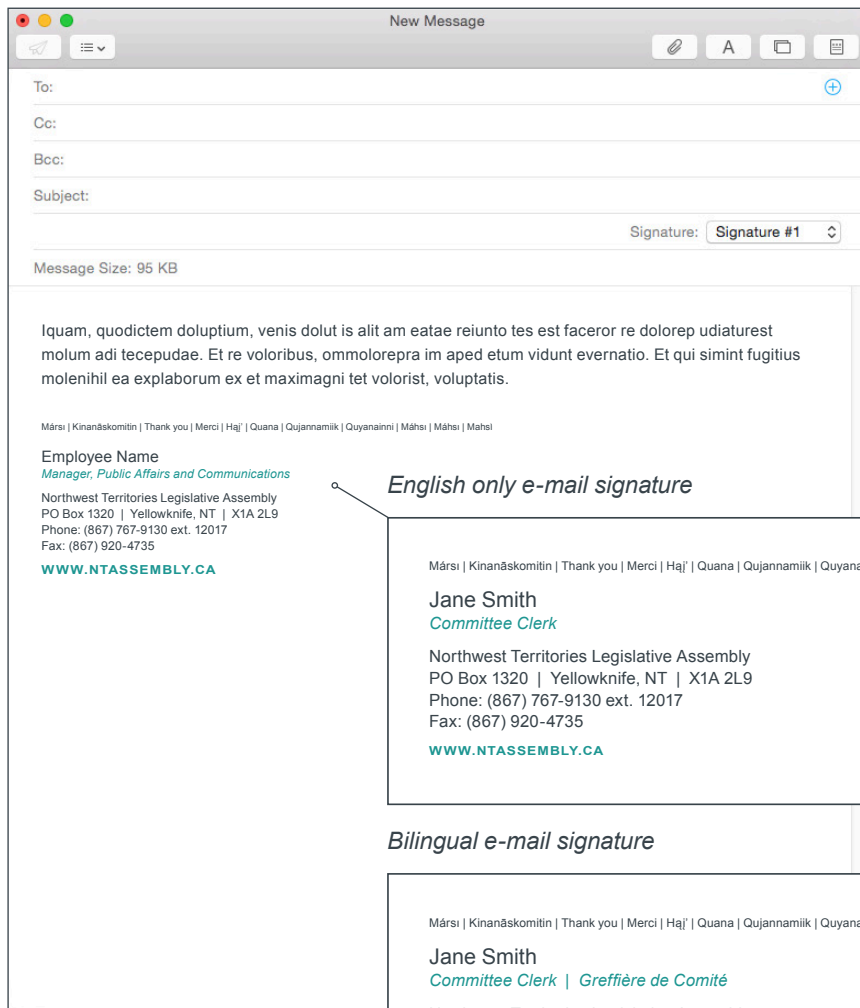 New Message
A
To:
Cc:
Bcc:
Subject:
Signature: Signature #1
Message Size: 95 KB
Iquam, quodictem doluptium, venis dolut is alit am eatae reiunto tes est faceror re dolorep udiaturest
molum adi tecepudae. Et re voloribus, ommolorepra im aped etum vidunt evernatio. Et qui simint fugitius
molenihil ea explaborum ex et maximagni tet volorist, voluptatis.
Mársı | Kinanāskomitin | Thank you | Merci | Hąį' | Quana | Qujannamiik | Quyanainni | Máhsı | Máhsı | Mahsì
Employee Name
Manager, Public Affairs and Communications
Northwest Territories Legislative Assembly
PO Box 1320 | Yellowknife, NT | X1A 2L9
Phone: (867) 767-9130 ext. 12017
Fax: (867) 920-4735
WWW.NTASSEMBLY.CA
English only e-mail signature
Mársı | Kinanāskomitin | Thank you | Merci | Hąį' | Quana | Qujannamiik | Quyana
Jane Smith
Committee Clerk
Northwest Territories Legislative Assembly
PO Box 1320 | Yellowknife, NT | X1A 2L9
Phone: (867) 767-9130 ext. 12017
Fax: (867) 920-4735
WWW.NTASSEMBLY.CA
Bilingual e-mail signature
Mársı | Kinanāskomitin | Thank you | Merci | Hąį' | Quana | Qujannamiik | Quyana
Jane Smith
Committee Clerk | Greffière de Comité